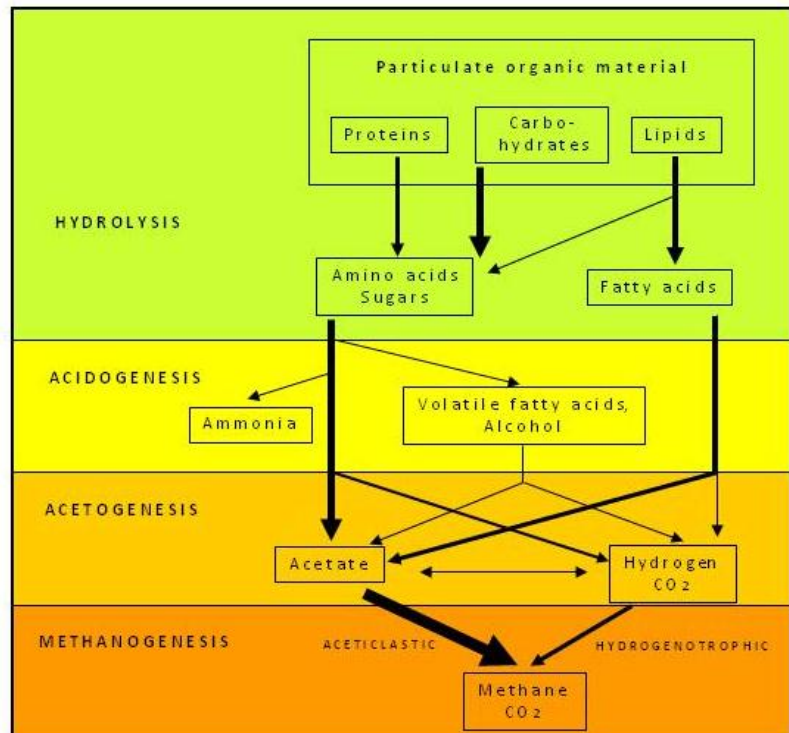 Particulate organic material
Proteins
Carbo-
hydrates
Lipids
HYDROLYSIS
Amino acids
Sugars
Fatty acids
ACIDOGENESIS
Ammonia
Volatile fatty acids,
Alcohol
ACETOGENESIS
Acetate
Hydrogen
CO2
METHANOGENESIS
ACETICLASTIC
HYDROGENOTROPHIC
Methane
CO2